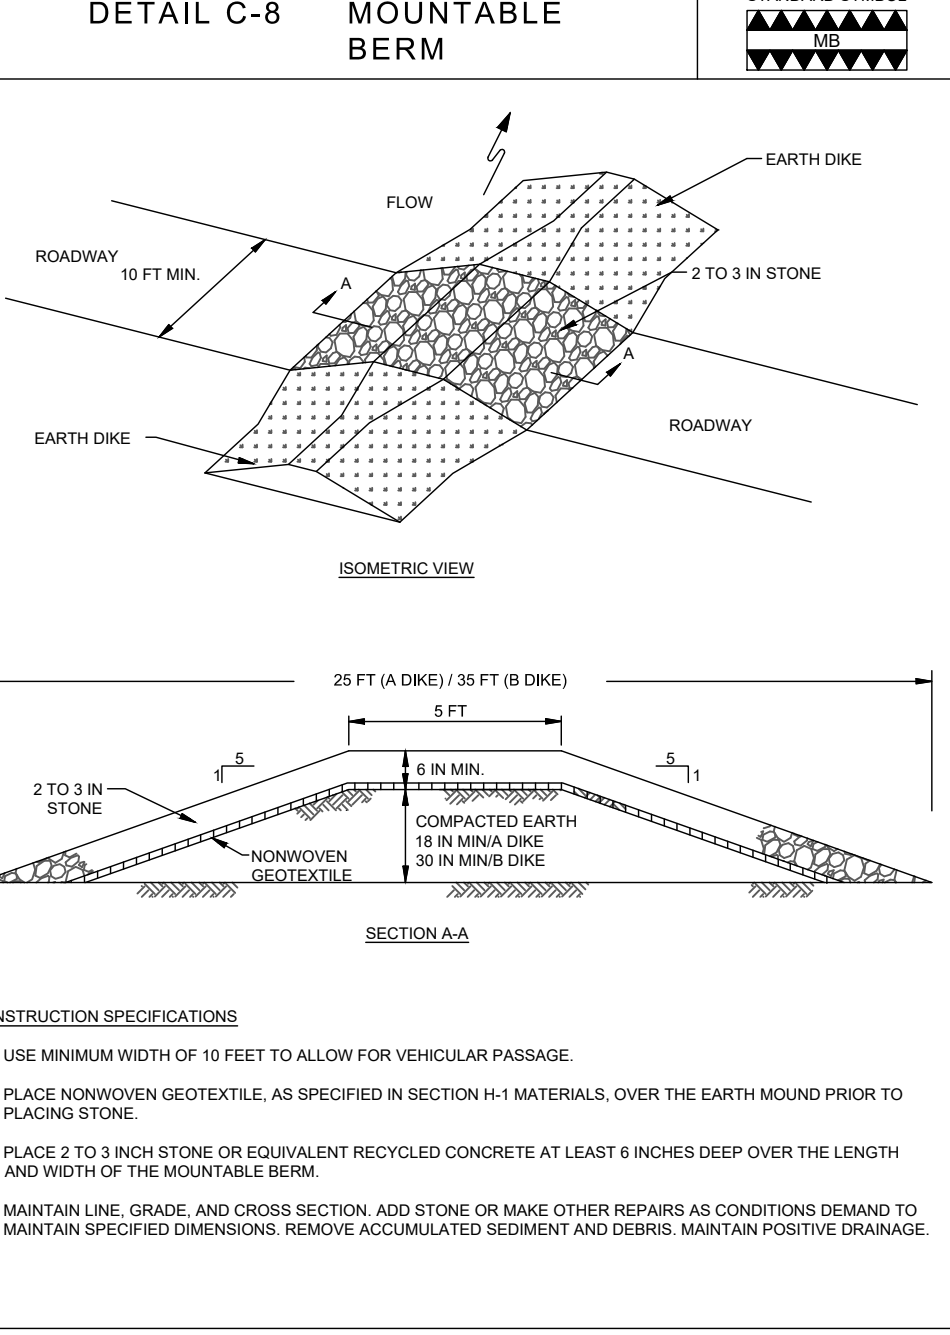 DETAIL C-8 MOUNTABLE
BERM
STANDARD SYMBOL
MB
EARTH DIKE
FLOW
ROADWAY
10 FT MIN.
A
2 TO 3 IN STONE
A
ROADWAY
EARTH DIKE
ISOMETRIC VIEW
25 FT (A DIKE) / 35 FT (B DIKE)
5 FT
5
1
6 IN MIN.
5
1
2 TO 3 IN
STONE
COMPACTED EARTH
18 IN MIN/A DIKE
30 IN MIN/B DIKE
NONWOVEN
GEOTEXTILE
SECTION A-A
NSTRUCTION SPECIFICATIONS
USE MINIMUM WIDTH OF 10 FEET TO ALLOW FOR VEHICULAR PASSAGE.
PLACE NONWOVEN GEOTEXTILE, AS SPECIFIED IN SECTION H-1 MATERIALS, OVER THE EARTH MOUND PRIOR TO
PLACING STONE.
PLACE 2 TO 3 INCH STONE OR EQUIVALENT RECYCLED CONCRETE AT LEAST 6 INCHES DEEP OVER THE LENGTH
AND WIDTH OF THE MOUNTABLE BERM.
MAINTAIN LINE, GRADE, AND CROSS SECTION. ADD STONE OR MAKE OTHER REPAIRS AS CONDITIONS DEMAND TO
MAINTAIN SPECIFIED DIMENSIONS. REMOVE ACCUMULATED SEDIMENT AND DEBRIS. MAINTAIN POSITIVE DRAINAGE.